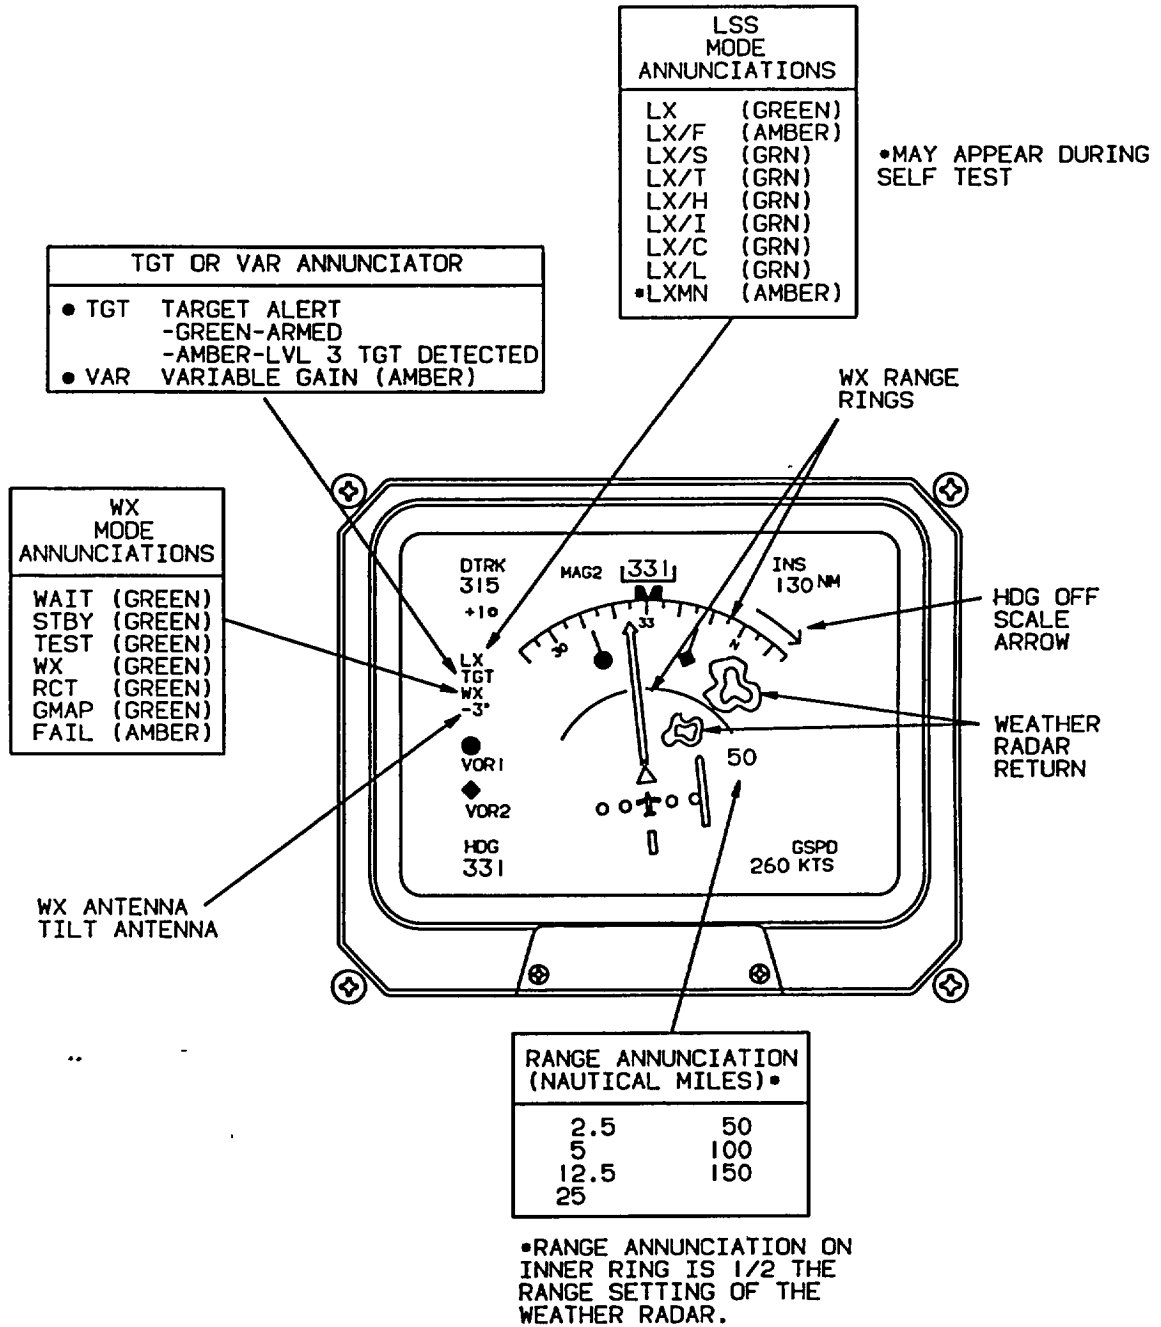 LSS
MODE
ANNUNCIATIONS
LX (GREEN)
LX/F (AMBER)
LX/S (GRN)
LX/T (GRN)
LX/H (GRN)
LX/I (GRN)
LX/C (GRN)
LX/L (GRN)
•LXMN (AMBER)
•MAY APPEAR DURING
SELF TEST
TGT OR VAR ANNUNCIATOR
● TGT TARGET ALERT
-GREEN-ARMED
-AMBER-LVL 3 TGT DETECTED
● VAR VARIABLE GAIN (AMBER)
WX RANGE
RINGS
WX
MODE
ANNUNCIATIONS
WAIT (GREEN)
STBY (GREEN)
TEST (GREEN)
WX (GREEN)
RCT (GREEN)
GMAP (GREEN)
FAIL (AMBER)
DTRK
315
+1°
MAG2
331
INS
130 NM
30
33
N
LX
TGT
WX
-3°
VOR1
VOR2
HDG
331
50
GSPD
260 KTS
HDG OFF
SCALE
ARROW
WEATHER
RADAR
RETURN
WX ANTENNA
TILT ANTENNA
RANGE ANNUNCIATION
(NAUTICAL MILES)•
2.5 50
5 100
12.5 150
25
•RANGE ANNUNCIATION ON
INNER RING IS 1/2 THE
RANGE SETTING OF THE
WEATHER RADAR.